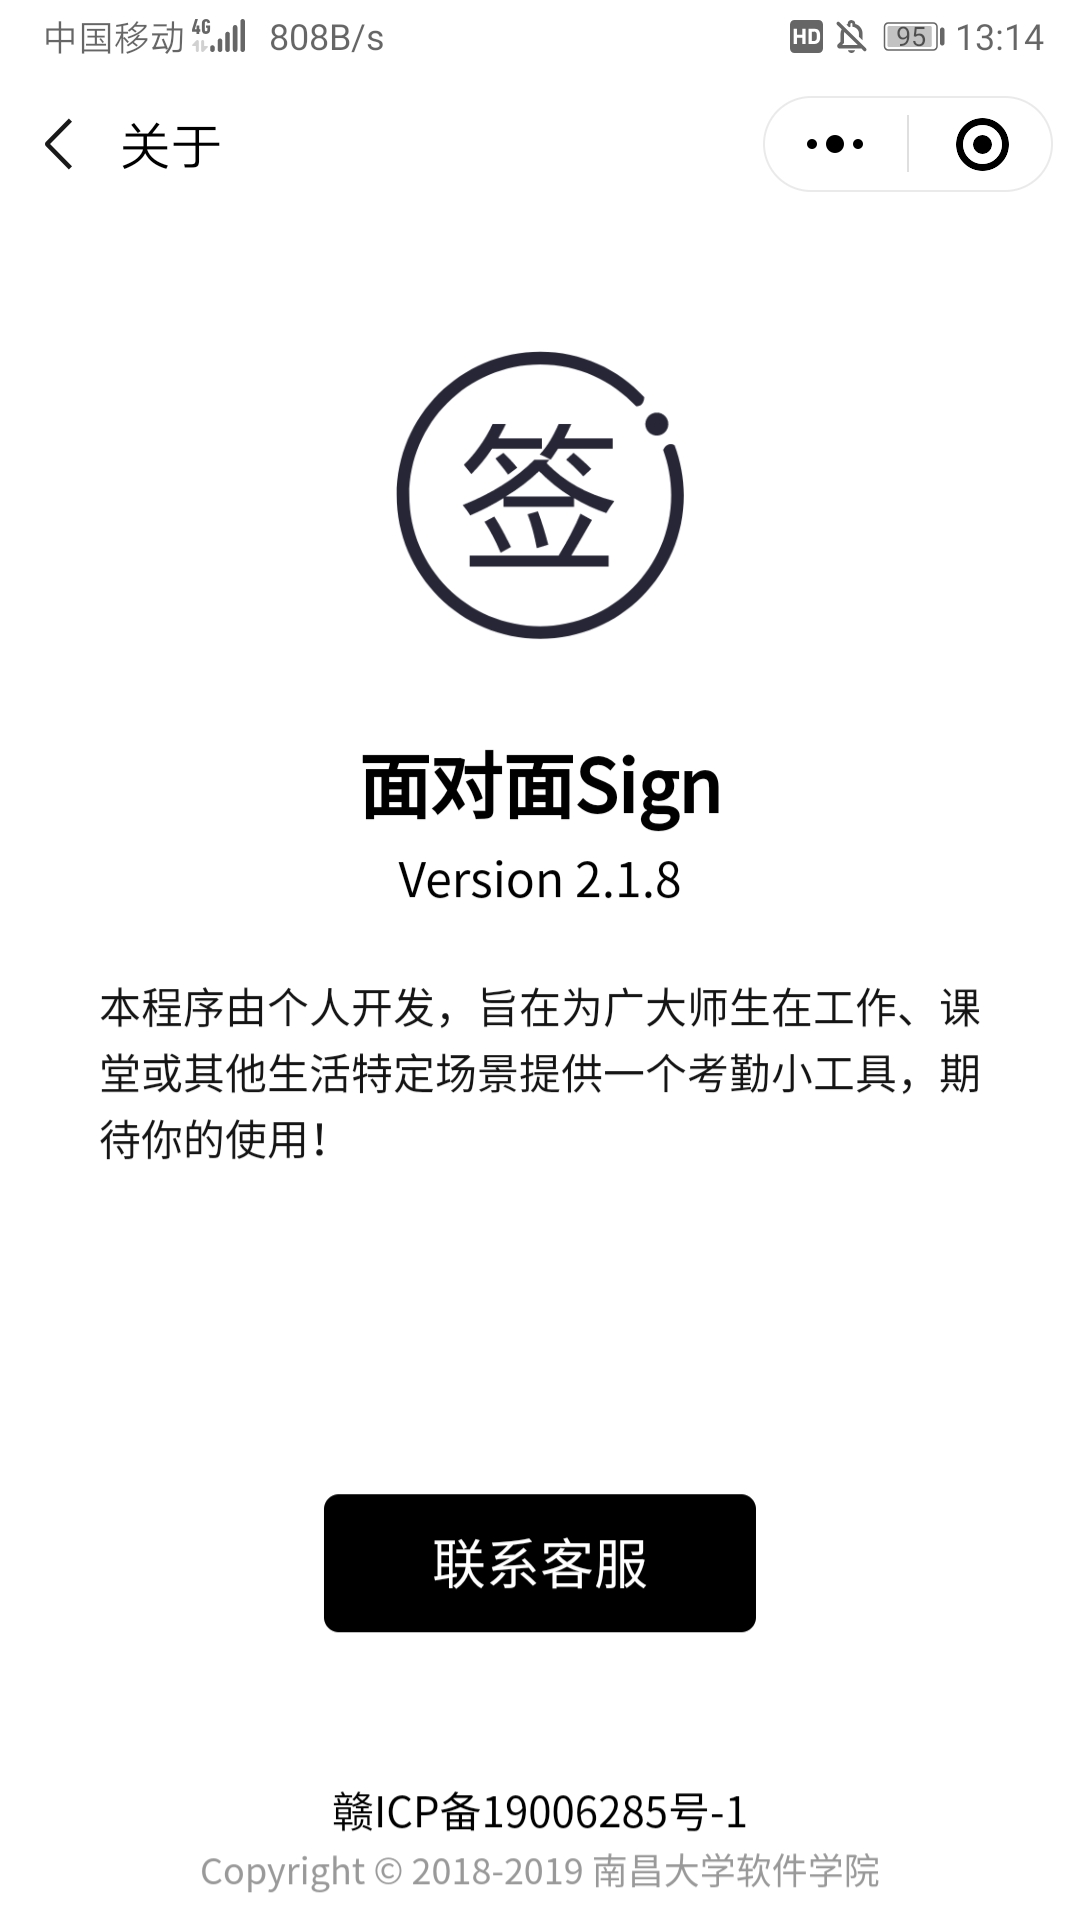 中国移动 4G 808B/s HD 95 13:14
关于
签
面对面Sign
Version 2.1.8
本程序由个人开发，旨在为广大师生在工作、课
堂或其他生活特定场景提供一个考勤小工具，期
待你的使用！
联系客服
赣ICP备19006285号-1
Copyright © 2018-2019 南昌大学软件学院